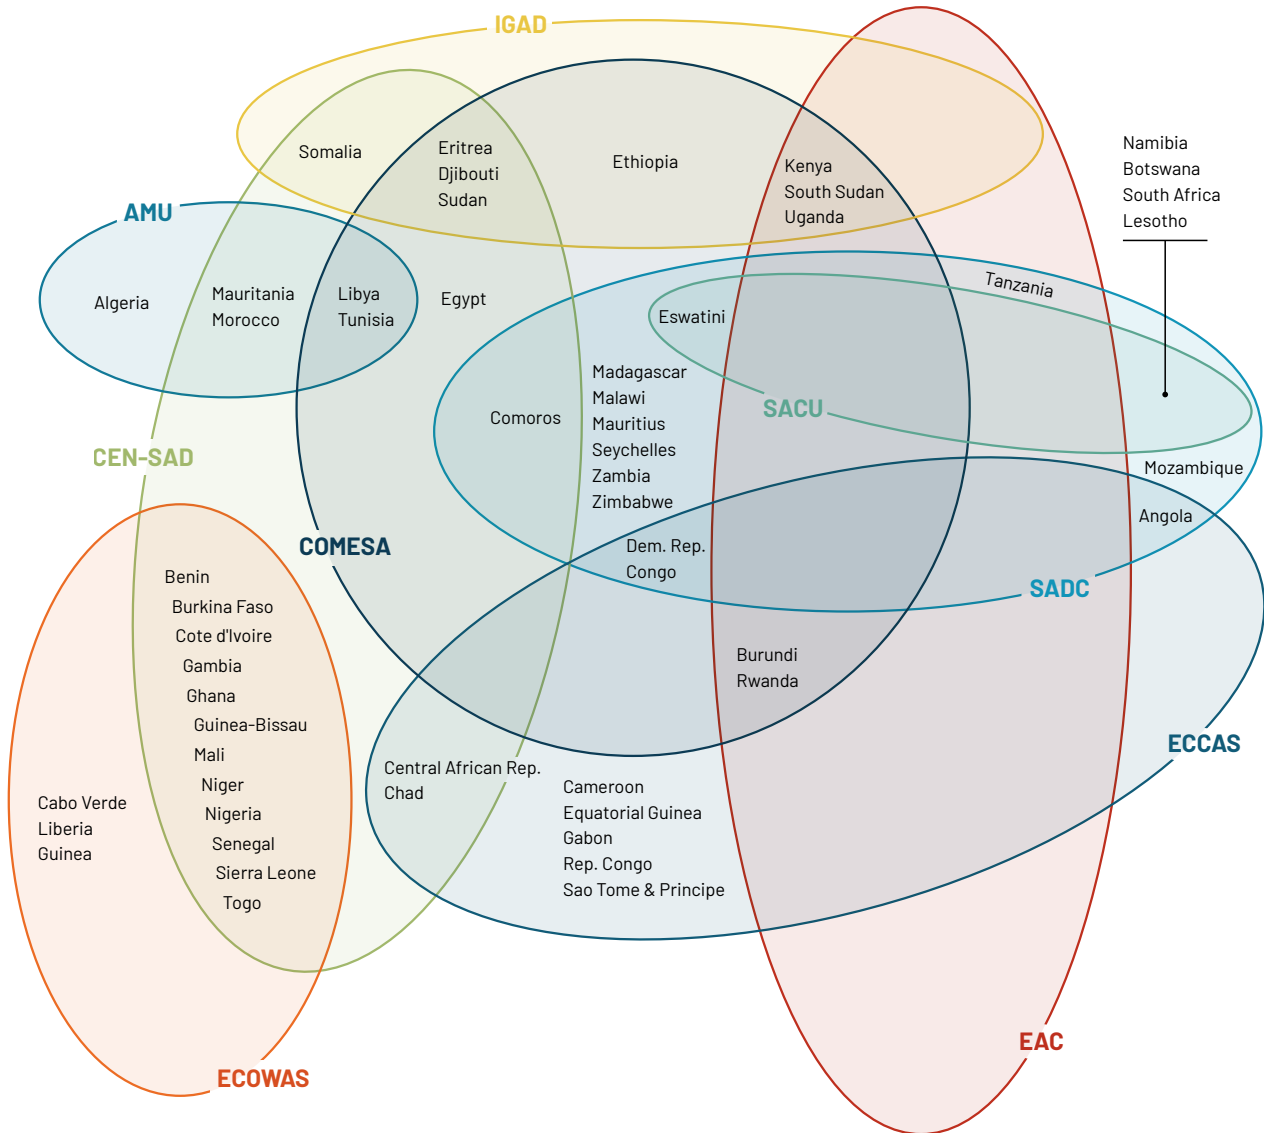 IGAD
Somalia
Eritrea
Djibouti
Sudan
Ethiopia
Kenya
South Sudan
Uganda
Namibia
Botswana
South Africa
Lesotho
AMU
Algeria
Mauritania
Morocco
Libya
Tunisia
Egypt
Eswatini
Tanzania
Madagascar
Malawi
Mauritius
Seychelles
Zambia
Zimbabwe
Comoros
SACU
CEN-SAD
Mozambique
Angola
COMESA
Dem. Rep.
Congo
SADC
Benin
Burkina Faso
Cote d'Ivoire
Gambia
Ghana
Guinea-Bissau
Mali
Niger
Nigeria
Senegal
Sierra Leone
Togo
Burundi
Rwanda
ECCAS
Central African Rep.
Chad
Cameroon
Equatorial Guinea
Gabon
Rep. Congo
Sao Tome & Principe
Cabo Verde
Liberia
Guinea
EAC
ECOWAS